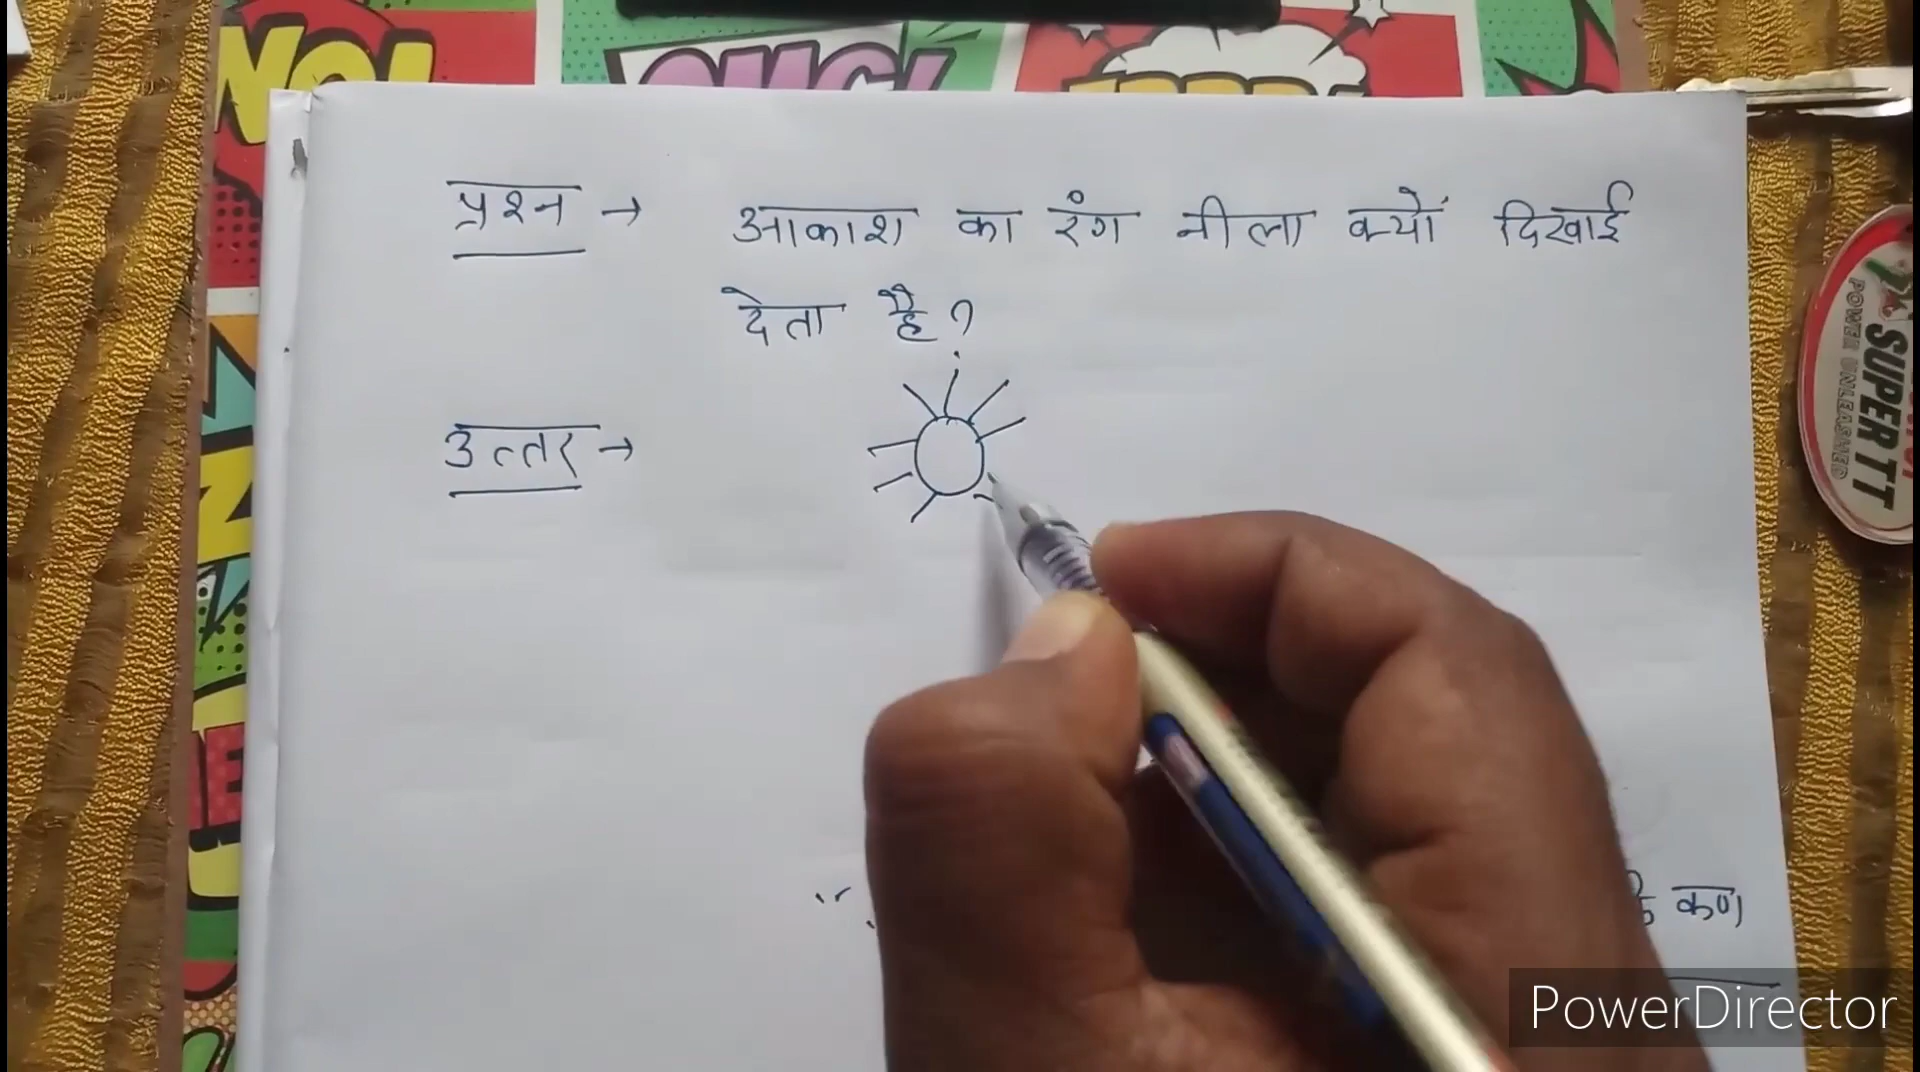 प्रश्न → आकाश का रंग नीला क्यों दिखाई
देता है?
उत्तर →
कण
SUPER TT
POWER UNLEASHED
PowerDirector